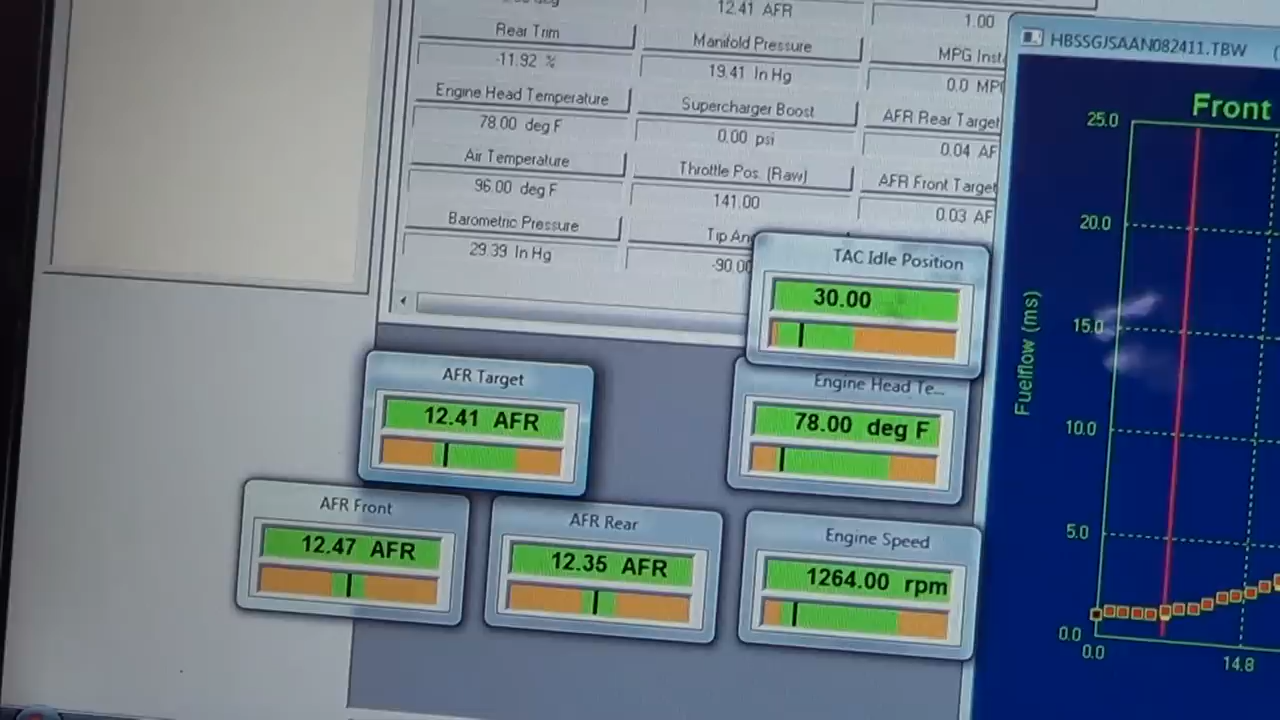 12.41 AFR
1.00
Rear Trim
-11.92 %
Manifold Pressure
19.41 In Hg
MPG Inst
0.0 MP
Engine Head Temperature
78.00 deg F
Supercharger Boost
0.00 psi
AFR Rear Target
0.04 AF
Air Temperature
96.00 deg F
Throttle Pos. (Raw)
141.00
AFR Front Target
0.03 AF
Barometric Pressure
29.39 In Hg
Tip An
-90.00
TAC Idle Position
30.00
AFR Target
12.41 AFR
Engine Head Te...
78.00 deg F
AFR Front
12.47 AFR
AFR Rear
12.35 AFR
Engine Speed
1264.00 rpm
HBSSGJSAAN082411.TBW
Front
Fuelflow (ms)
25.0
20.0
15.0
10.0
5.0
0.0
0.0
14.8